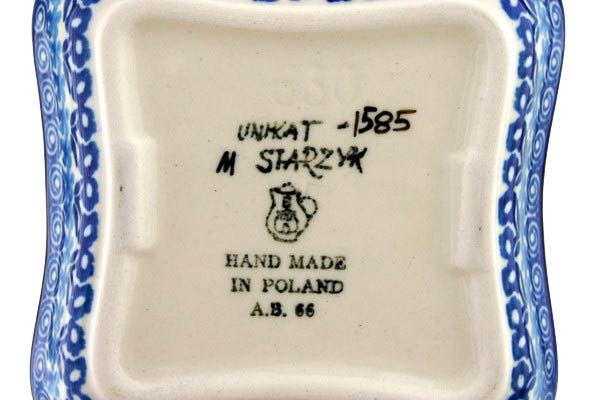 UNIKAT -1585
M STARZYK
HAND MADE
IN POLAND
A.B. 66